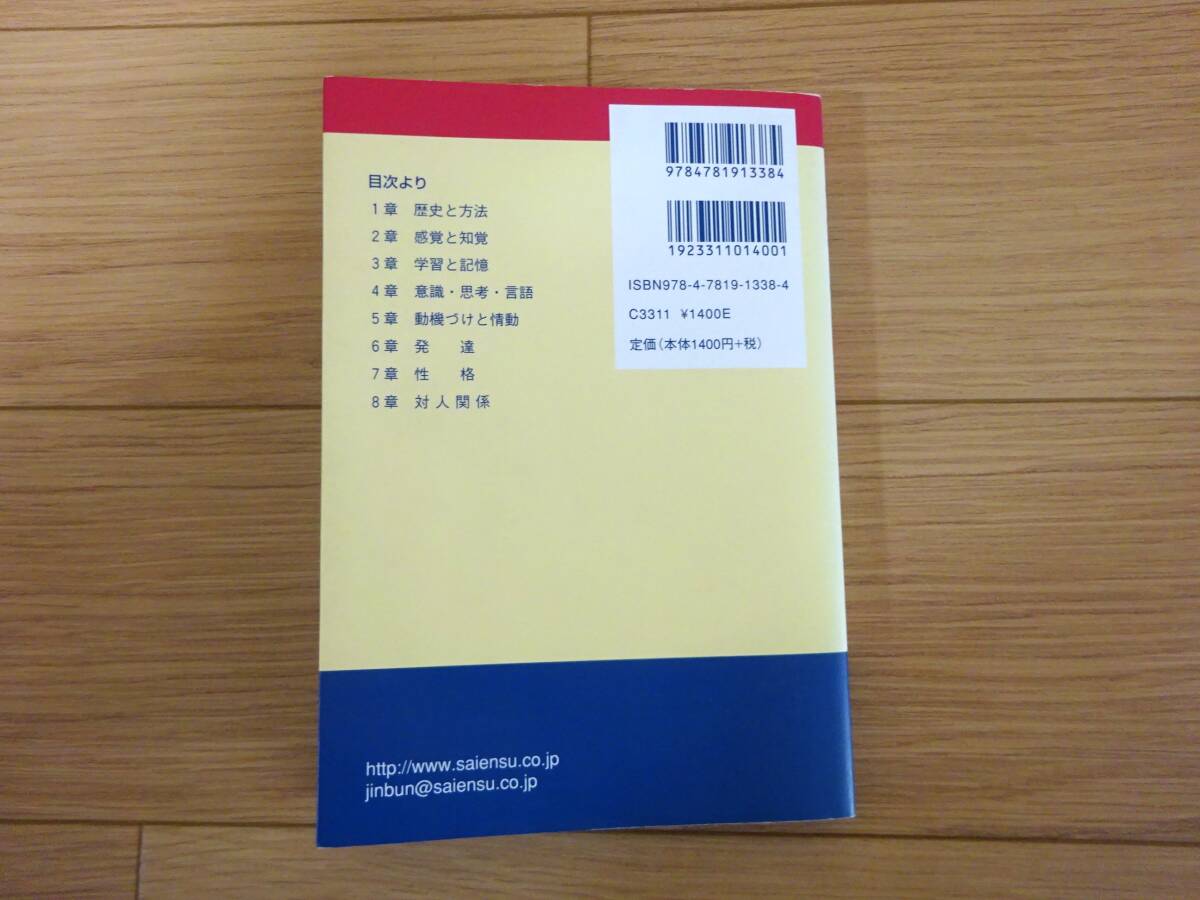 目次より
1章 歴史と方法
2章 感覚と知覚
3章 学習と記憶
4章 意識・思考・言語
5章 動機づけと情動
6章 発 達
7章 性 格
8章 対人関係
9784781913384
1923311014001
ISBN978-4-7819-1338-4
C3311 ¥1400E
定価(本体1400円+税)
http://www.saiensu.co.jp
jinbun@saiensu.co.jp